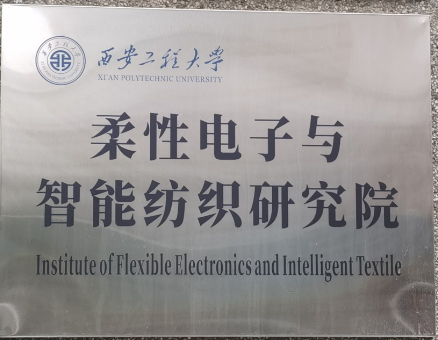 西安工程大学
XI'AN POLYTECHNIC UNIVERSITY
柔性电子与
智能纺织研究院
Institute of Flexible Electronics and Intelligent Textile